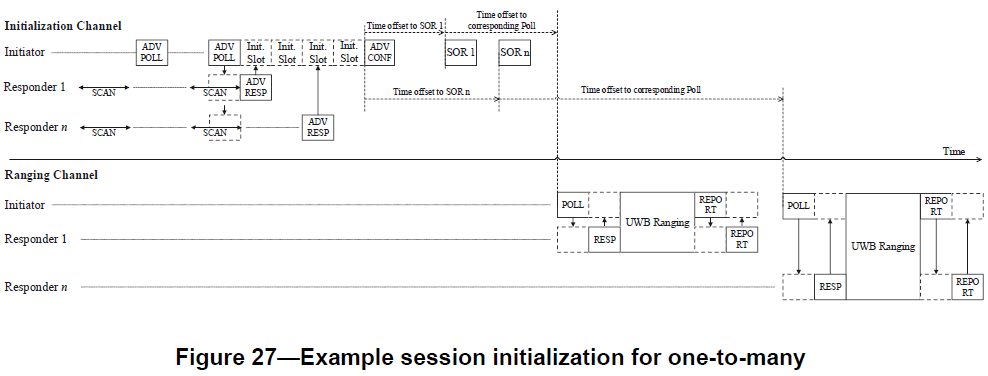 Initialization Channel
Time offset to SOR 1
Time offset to
corresponding Poll
Initiator
ADV
POLL
ADV
POLL
Init.
Slot
Init.
Slot
Init.
Slot
Init.
Slot
ADV
CONF
SOR 1
SOR n
Responder 1
SCAN
SCAN
ADV
RESP
Time offset to SOR n
Time offset to corresponding Poll
Responder n
SCAN
SCAN
ADV
RESP
Time
Ranging Channel
Initiator
POLL
UWB Ranging
REPO
RT
POLL
UWB Ranging
REPO
RT
Responder 1
RESP
REPO
RT
Responder n
RESP
REPO
RT
Figure 27—Example session initialization for one-to-many